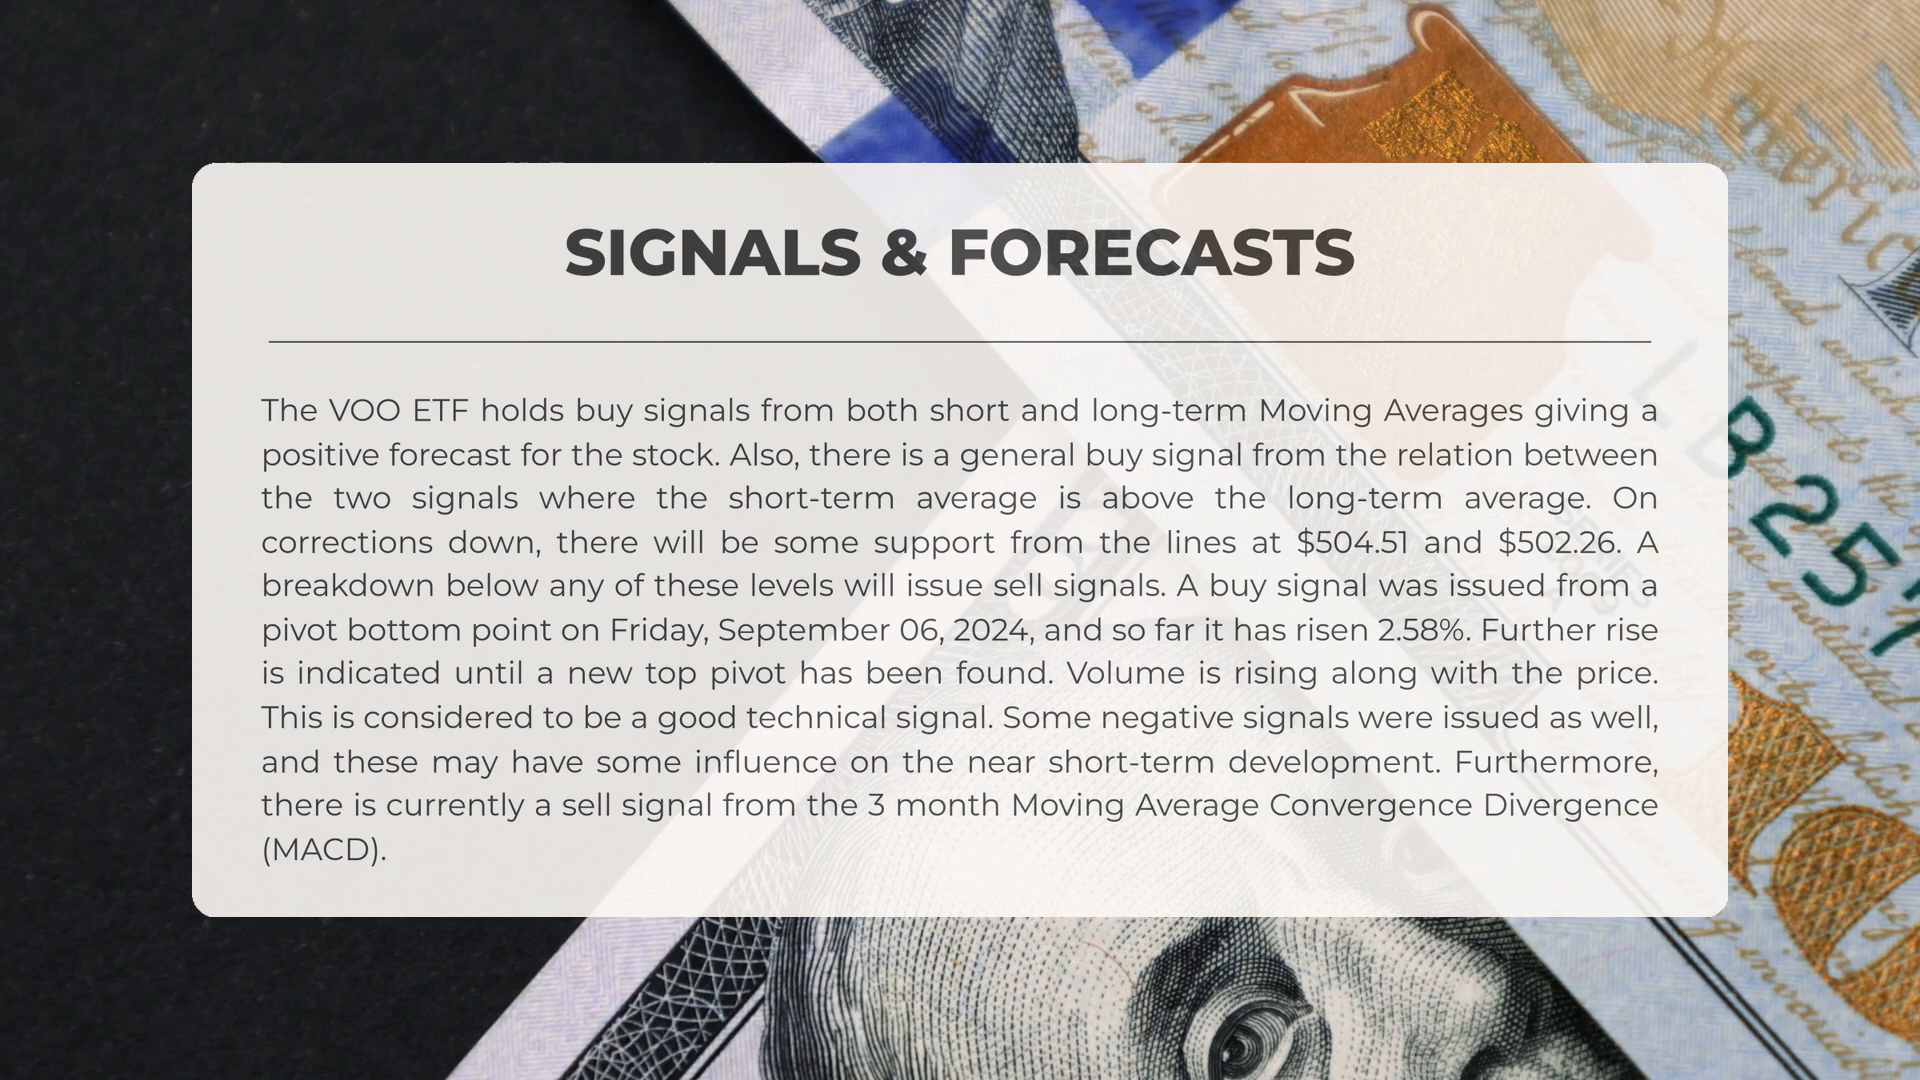 SIGNALS & FORECASTS
The VOO ETF holds buy signals from both short and long-term Moving Averages giving a
positive forecast for the stock. Also, there is a general buy signal from the relation between
the two signals where the short-term average is above the long-term average. On
corrections down, there will be some support from the lines at $504.51 and $502.26. A
breakdown below any of these levels will issue sell signals. A buy signal was issued from a
pivot bottom point on Friday, September 06, 2024, and so far it has risen 2.58%. Further rise
is indicated until a new top pivot has been found. Volume is rising along with the price.
This is considered to be a good technical signal. Some negative signals were issued as well,
and these may have some influence on the near short-term development. Furthermore,
there is currently a sell signal from the 3 month Moving Average Convergence Divergence
(MACD).